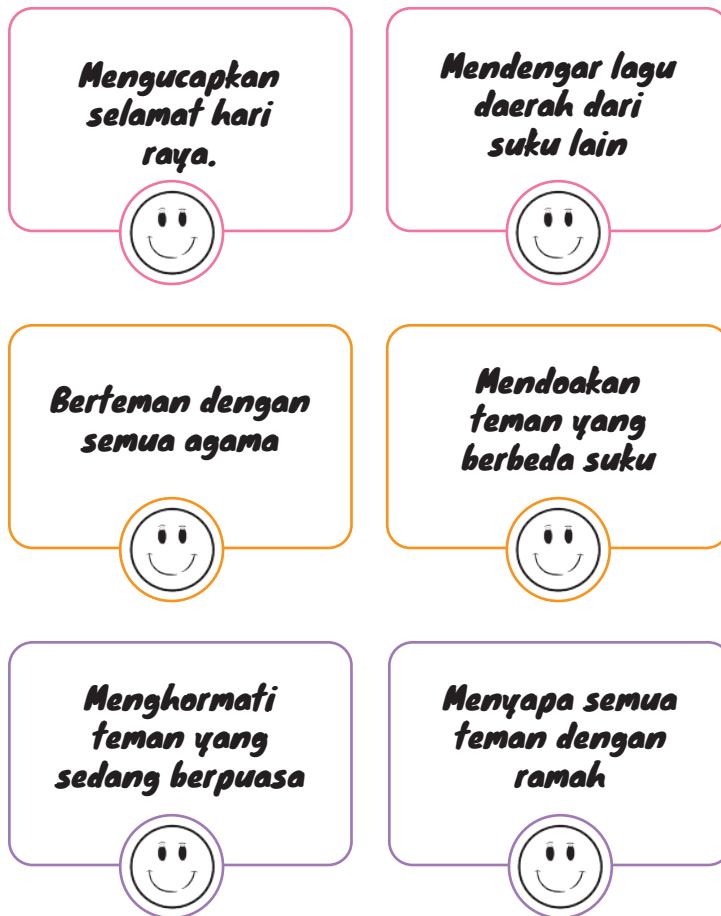 Mengucapkan
selamat hari
raya.
Mendengar lagu
daerah dari
suku lain
Berteman dengan
semua agama
Mendoakan
teman yang
berbeda suku
Menghormati
teman yang
sedang berpuasa
Menyapa semua
teman dengan
ramah